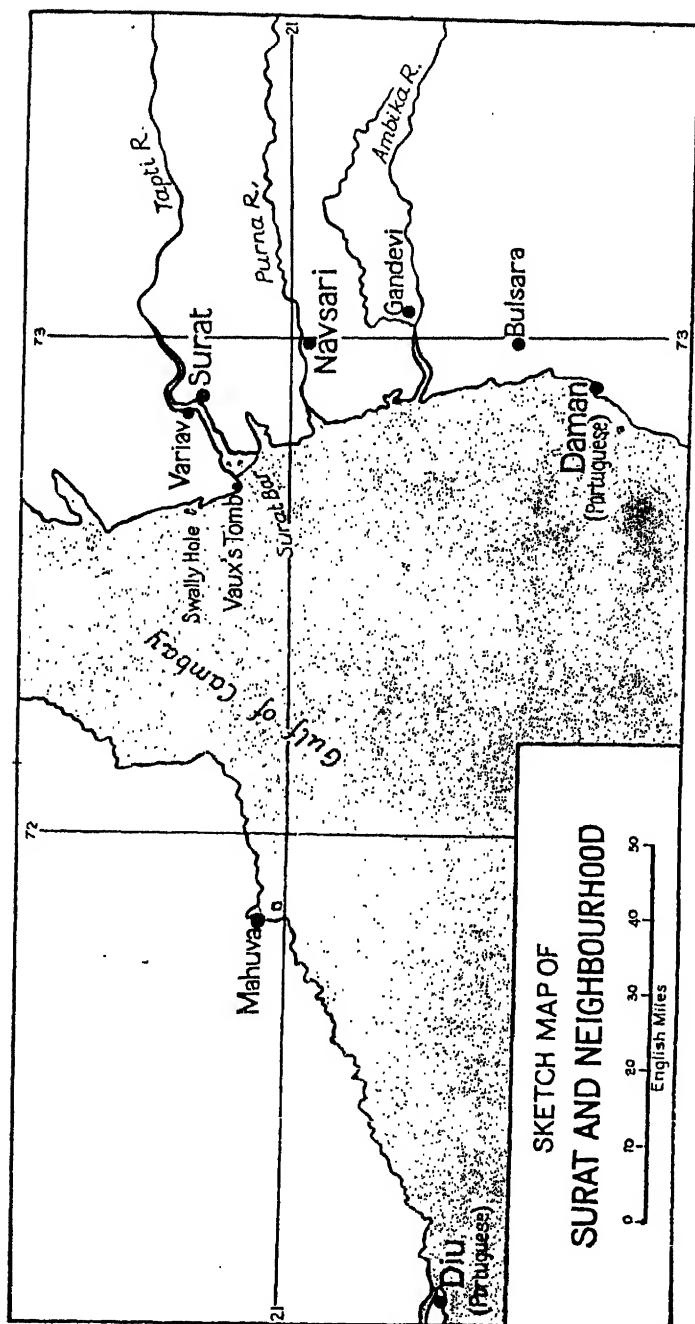 73
72
21
21
73
Tapti R.
Purna R.
Ambika R.
Variav
Surat
Swally Hole
Vaux's Tomb
Surat Bar
Navsari
Gandevi
Bulsara
Daman
(Portuguese)
Gulf of Cambay
Mahuva
Diu
(Portuguese)
SKETCH MAP OF
SURAT AND NEIGHBOURHOOD
0 10 20 30 40 50
English Miles